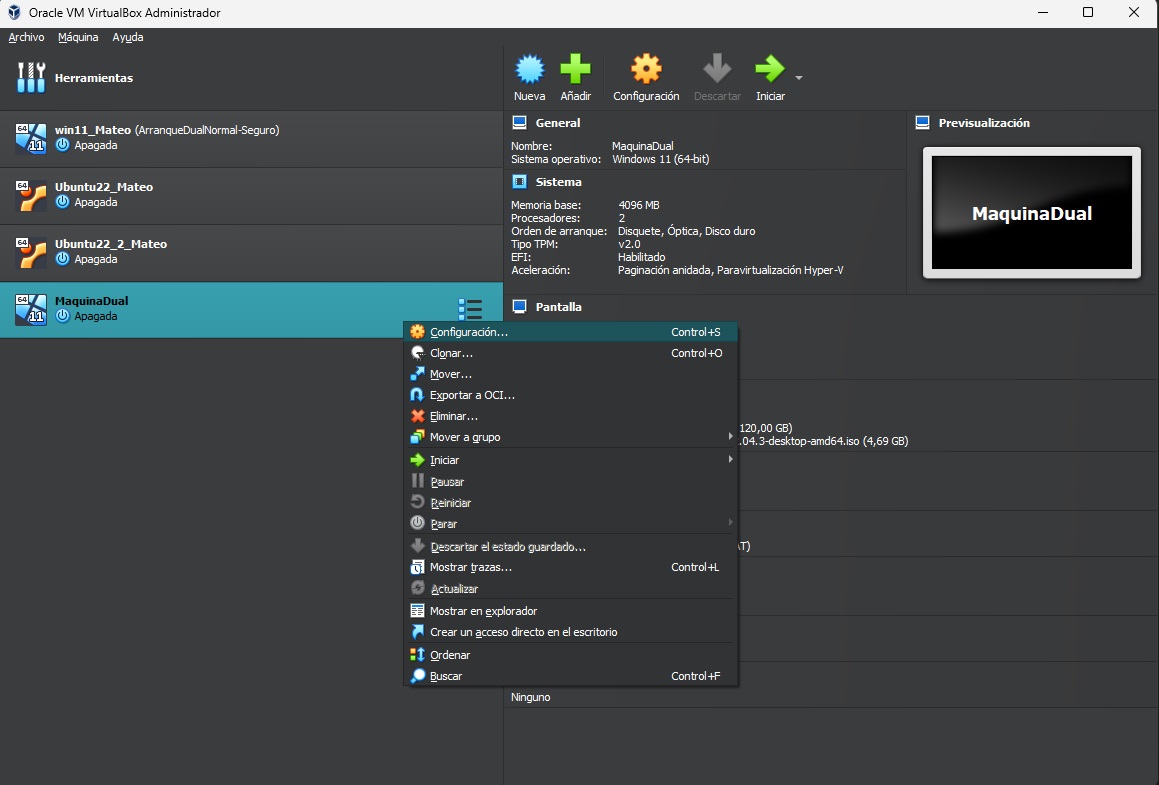 Oracle VM VirtualBox Administrador
Archivo Máquina Ayuda
Herramientas
64
11
win11_Mateo (ArranqueDualNormal-Seguro)
Apagada
64
Ubuntu22_Mateo
Apagada
64
Ubuntu22_2_Mateo
Apagada
64
11
MaquinaDual
Apagada
Nueva Añadir Configuración Descartar Iniciar
General
Nombre: MaquinaDual
Sistema operativo: Windows 11 (64-bit)
Sistema
Memoria base: 4096 MB
Procesadores: 2
Orden de arranque: Disquete, Óptica, Disco duro
Tipo TPM: v2.0
EFI: Habilitado
Aceleración: Paginación anidada, Paravirtualización Hyper-V
Previsualización
MaquinaDual
Pantalla
Configuración... Control+S
Clonar... Control+O
Mover...
Exportar a OCI...
Eliminar...
Mover a grupo
Iniciar
Pausar
Reiniciar
Parar
Descartar el estado guardado...
Mostrar trazas... Control+L
Actualizar
Mostrar en explorador
Crear un acceso directo en el escritorio
Ordenar
Buscar Control+F
120,00 GB)
.04.3-desktop-amd64.iso (4,69 GB)
AT)
Ninguno